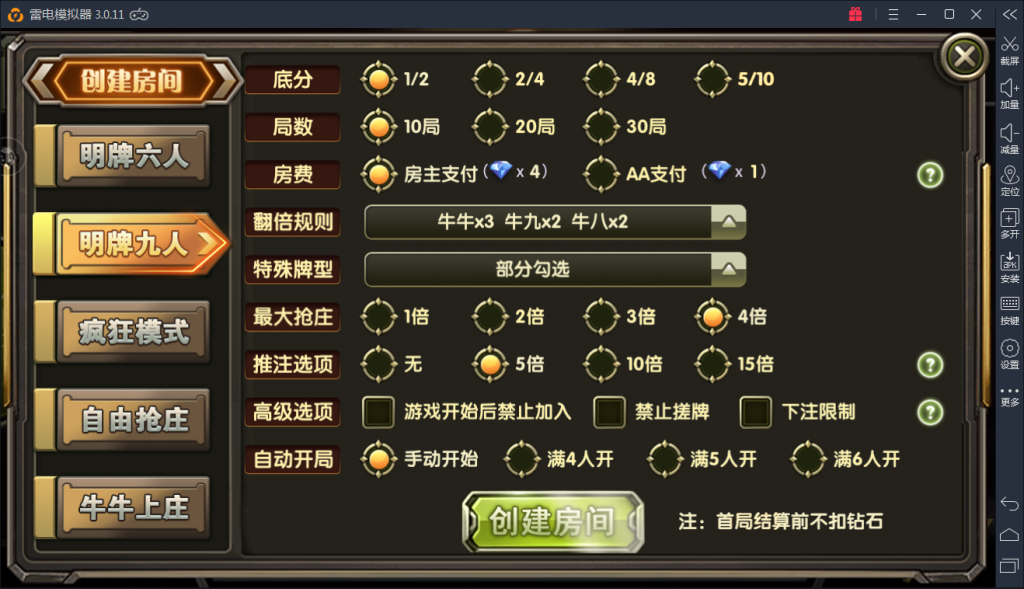 雷电模拟器 3.0.11
创建房间
明牌六人
明牌九人
疯狂模式
自由抢庄
牛牛上庄
底分 1/2 2/4 4/8 5/10
局数 10局 20局 30局
房费 房主支付 ( x 4) AA支付 ( x 1) ?
翻倍规则 牛牛x3 牛九x2 牛八x2
特殊牌型 部分勾选
最大抢庄 1倍 2倍 3倍 4倍
推注选项 无 5倍 10倍 15倍 ?
高级选项 游戏开始后禁止加入 禁止搓牌 下注限制 ?
自动开局 手动开始 满4人开 满5人开 满6人开
创建房间 注：首局结算前不扣钻石
截屏
加量
减量
定位
多开
APK
安装
按键
设置
更多